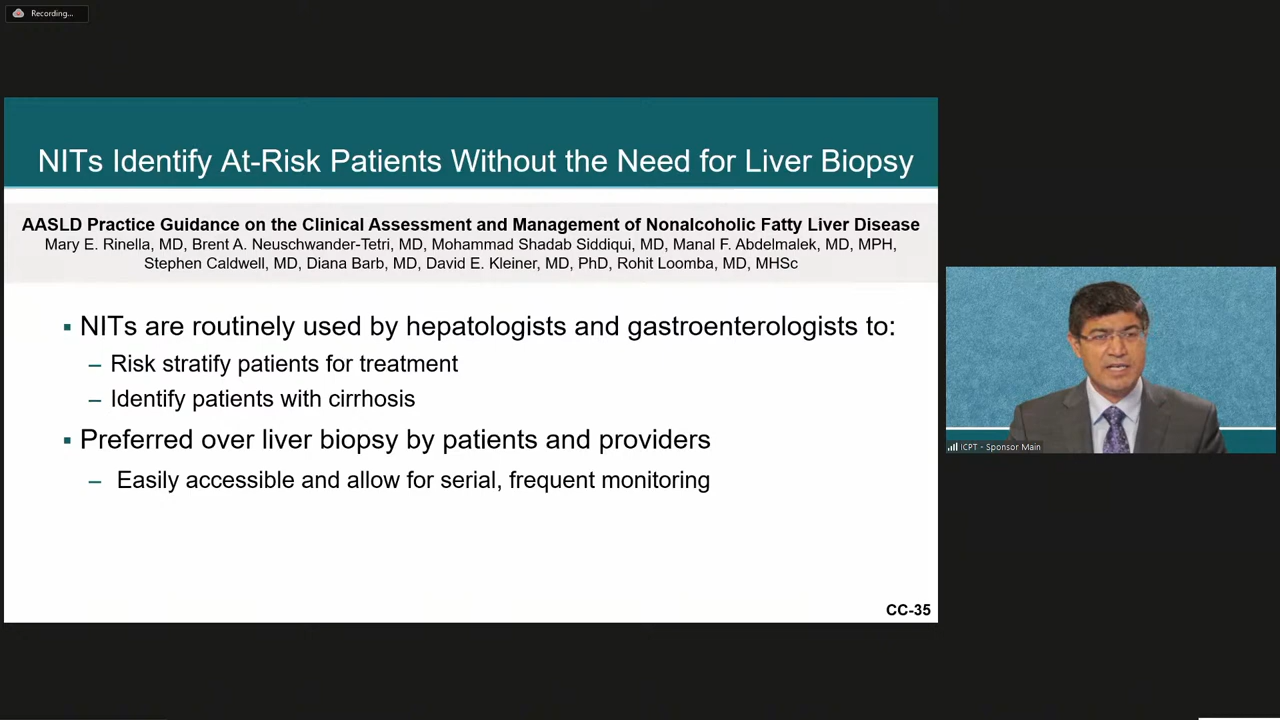 Recording...
NITs Identify At-Risk Patients Without the Need for Liver Biopsy
AASLD Practice Guidance on the Clinical Assessment and Management of Nonalcoholic Fatty Liver Disease
Mary E. Rinella, MD, Brent A. Neuschwander-Tetri, MD, Mohammad Shadab Siddiqui, MD, Manal F. Abdelmalek, MD, MPH,
Stephen Caldwell, MD, Diana Barb, MD, David E. Kleiner, MD, PhD, Rohit Loomba, MD, MHSc
▪ NITs are routinely used by hepatologists and gastroenterologists to:
– Risk stratify patients for treatment
– Identify patients with cirrhosis
▪ Preferred over liver biopsy by patients and providers
– Easily accessible and allow for serial, frequent monitoring
CC-35
ICPT - Sponsor Main